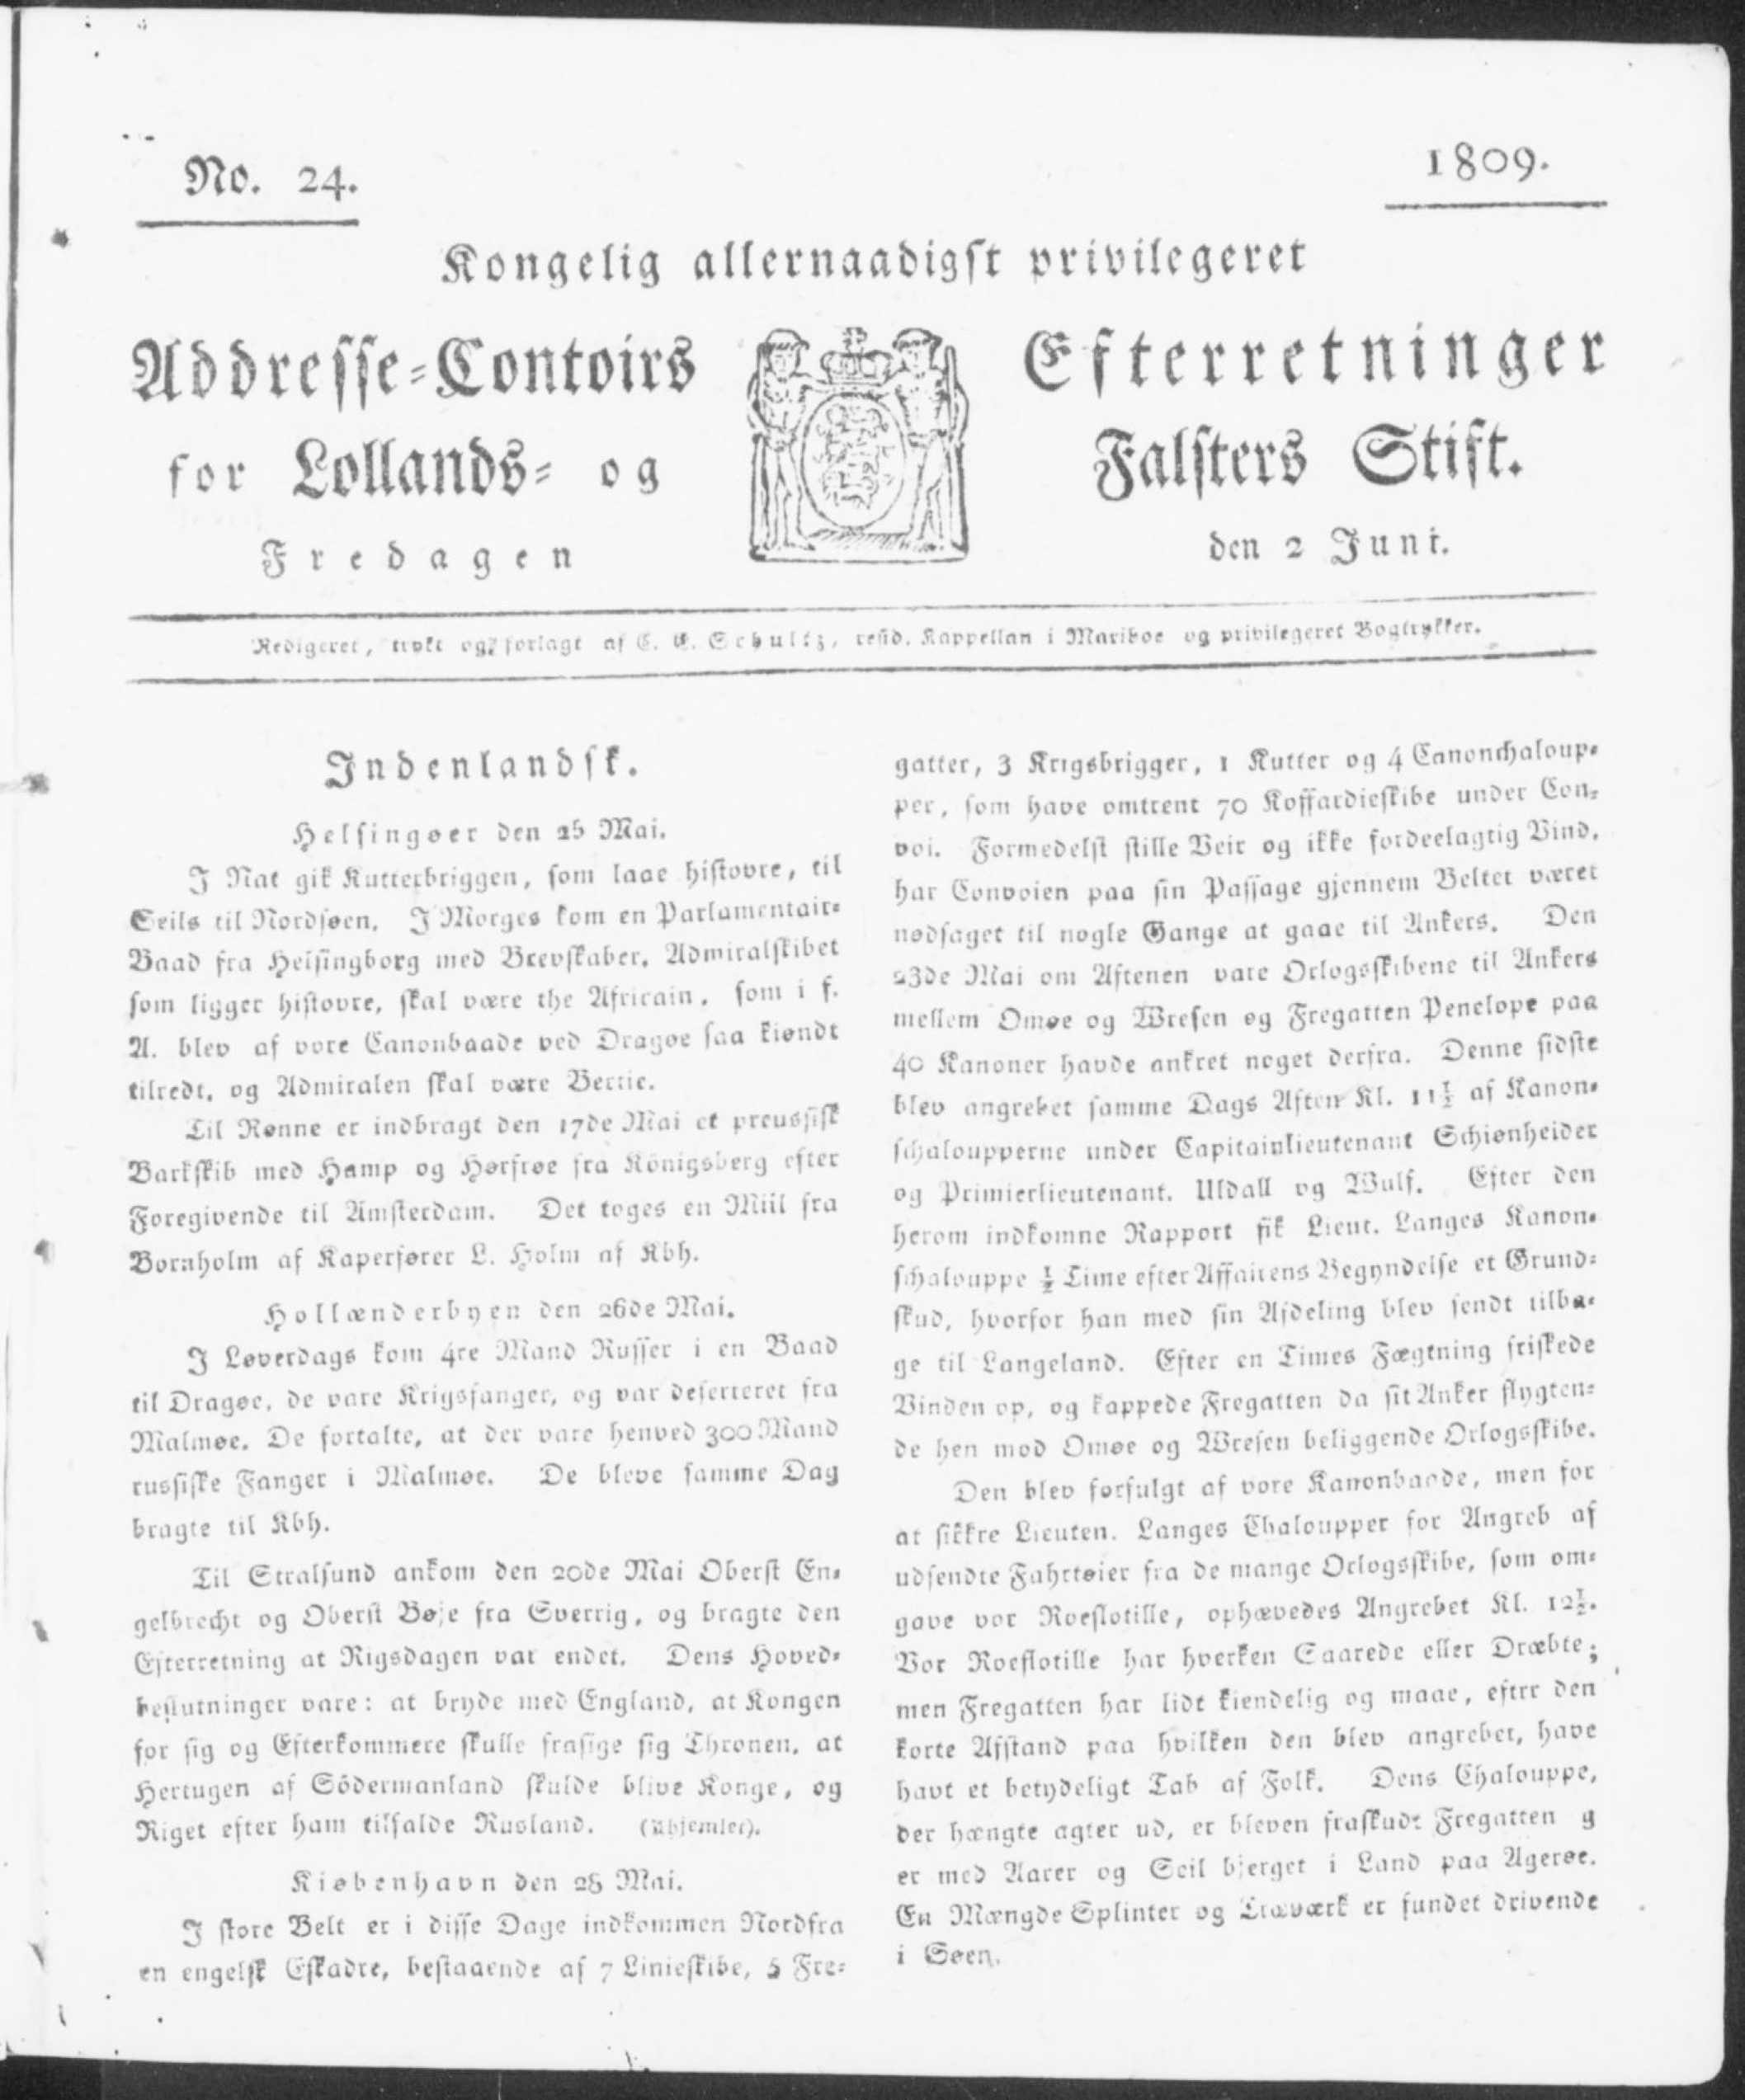 No. 24.
1809.
Kongelig allernaadigst privilegeret
Addresse-Contoirs Efterretninger
for Lollands- og Falsters Stift.
Fredagen den 2 Juni.
Redigeret, trykt og forlagt af C. E. Schultz, resid. Kappellan i Mariboe og privilegeret Bogtrykker.
Indenlandsk.
Helsingøer den 25 Mai.
I Nat gik Kutterbriggen, som laae histovre, til
Seils til Nordsøen. I Morges kom en Parlamentair-
Baad fra Helsingborg med Brevskaber. Admiralskibet
som ligger histovre, skal være the Africain, som i f.
A. blev af vore Canonbaade ved Dragøe saa kiøndt
tilredt, og Admiralen skal være Bertie.
Til Rønne er indbragt den 17de Mai et preussisk
Barkskib med Hamp og Hørfrøe fra Königsberg efter
Foregivende til Amsterdam. Det toges en Miil fra
Bornholm af Kaperfører L. Holm af Kbh.
Hollænderbyen den 26de Mai.
I Løverdags kom 4re Mand Russer i en Baad
til Dragøe, de vare Krigsfanger, og var deserteret fra
Malmøe. De fortalte, at der vare henved 300 Mand
russiske Fanger i Malmøe. De bleve samme Dag
bragte til Kbh.
Til Stralsund ankom den 20de Mai Oberst En-
gelbrecht og Oberst Bøje fra Sverrig, og bragte den
Efterretning at Rigsdagen var endet. Dens Hoved-
beslutninger vare: at bryde med England, at Kongen
for sig og Efterkommere skulle frasige sig Thronen, at
Hertugen af Södermanland skulde blive Konge, og
Riget efter ham tilfalde Rusland. (Uhjemlet).
Kiøbenhavn den 28 Mai.
I store Belt er i disse Dage indkommen Nordfra
en engelsk Eskadre, bestaaende af 7 Linieskibe, 5 Fre-
gatter, 3 Krigsbrigger, 1 Kutter og 4 Canonchaloup-
per, som have omtrent 70 Koffardieskibe under Con-
voi. Formedelst stille Veir og ikke fordeelagtig Vind,
har Convoien paa sin Passage gjennem Beltet været
nødsaget til nogle Gange at gaae til Ankers. Den
23de Mai om Aftenen vare Orlogsskibene til Ankers
mellem Omøe og Wresen og Fregatten Penelope paa
40 Kanoner havde ankret noget derfra. Denne sidste
blev angrebet samme Dags Aften Kl. 11½ af Kanon-
schaloupperne under Capitainlieutenant Schiønheider
og Primierlieutenant. Uldall og Wulf. Efter den
herom indkomne Rapport fik Lieut. Langes Kanon-
schalouppe ½ Time efter Affairens Begyndelse et Grund-
skud, hvorfor han med sin Afdeling blev sendt tilba-
ge til Langeland. Efter en Times Fægtning friskede
Vinden op, og kappede Fregatten da sit Anker flygten-
de hen mod Omøe og Wresen beliggende Orlogsskibe.
Den blev forfulgt af vore Kanonbaade, men for
at sikkre Lieuten. Langes Chaloupper for Angreb af
udsendte Fahrtøier fra de mange Orlogsskibe, som om-
gave vor Roeflotille, ophævedes Angrebet Kl. 12½.
Vor Roeflotille har hverken Saarede eller Dræbte;
men Fregatten har lidt kiendelig og maae, efter den
korte Afstand paa hvilken den blev angrebet, have
havt et betydeligt Tab af Folk. Dens Chalouppe,
der hængte agter ud, er bleven fraskudt Fregatten g
er med Aarer og Seil bjerget i Land paa Agerøe.
En Mængde Splinter og Træværk er fundet drivende
i Søen.